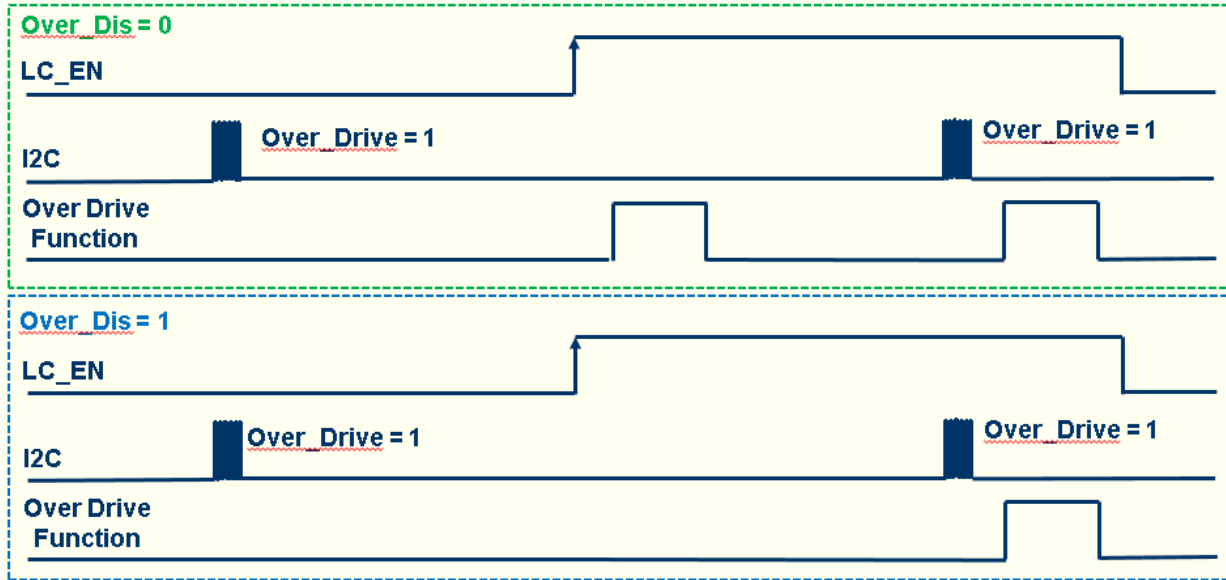 Over_Dis = 0
LC_EN
Over_Drive = 1
Over_Drive = 1
I2C
Over Drive
Function
Over_Dis = 1
LC_EN
Over_Drive = 1
Over_Drive = 1
I2C
Over Drive
Function